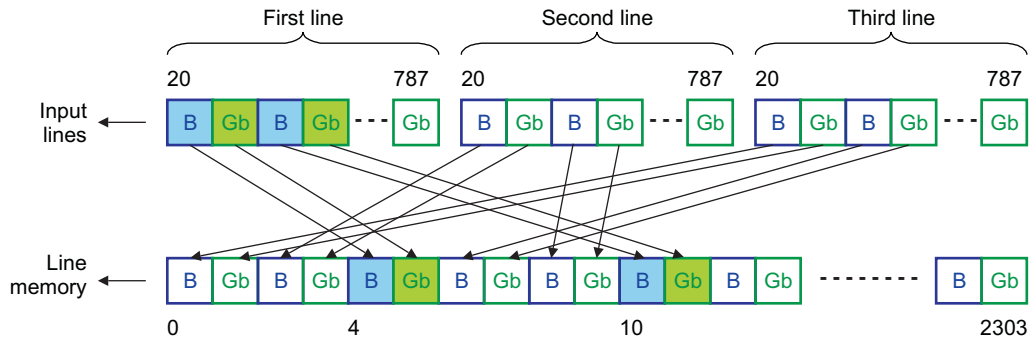 First line Second line Third line
20 787 20 787 20 787
Input lines B Gb B Gb Gb B Gb B Gb Gb B Gb B Gb Gb
Line memory B Gb B Gb B Gb B Gb B Gb B Gb B Gb B Gb
0 4 10 2303